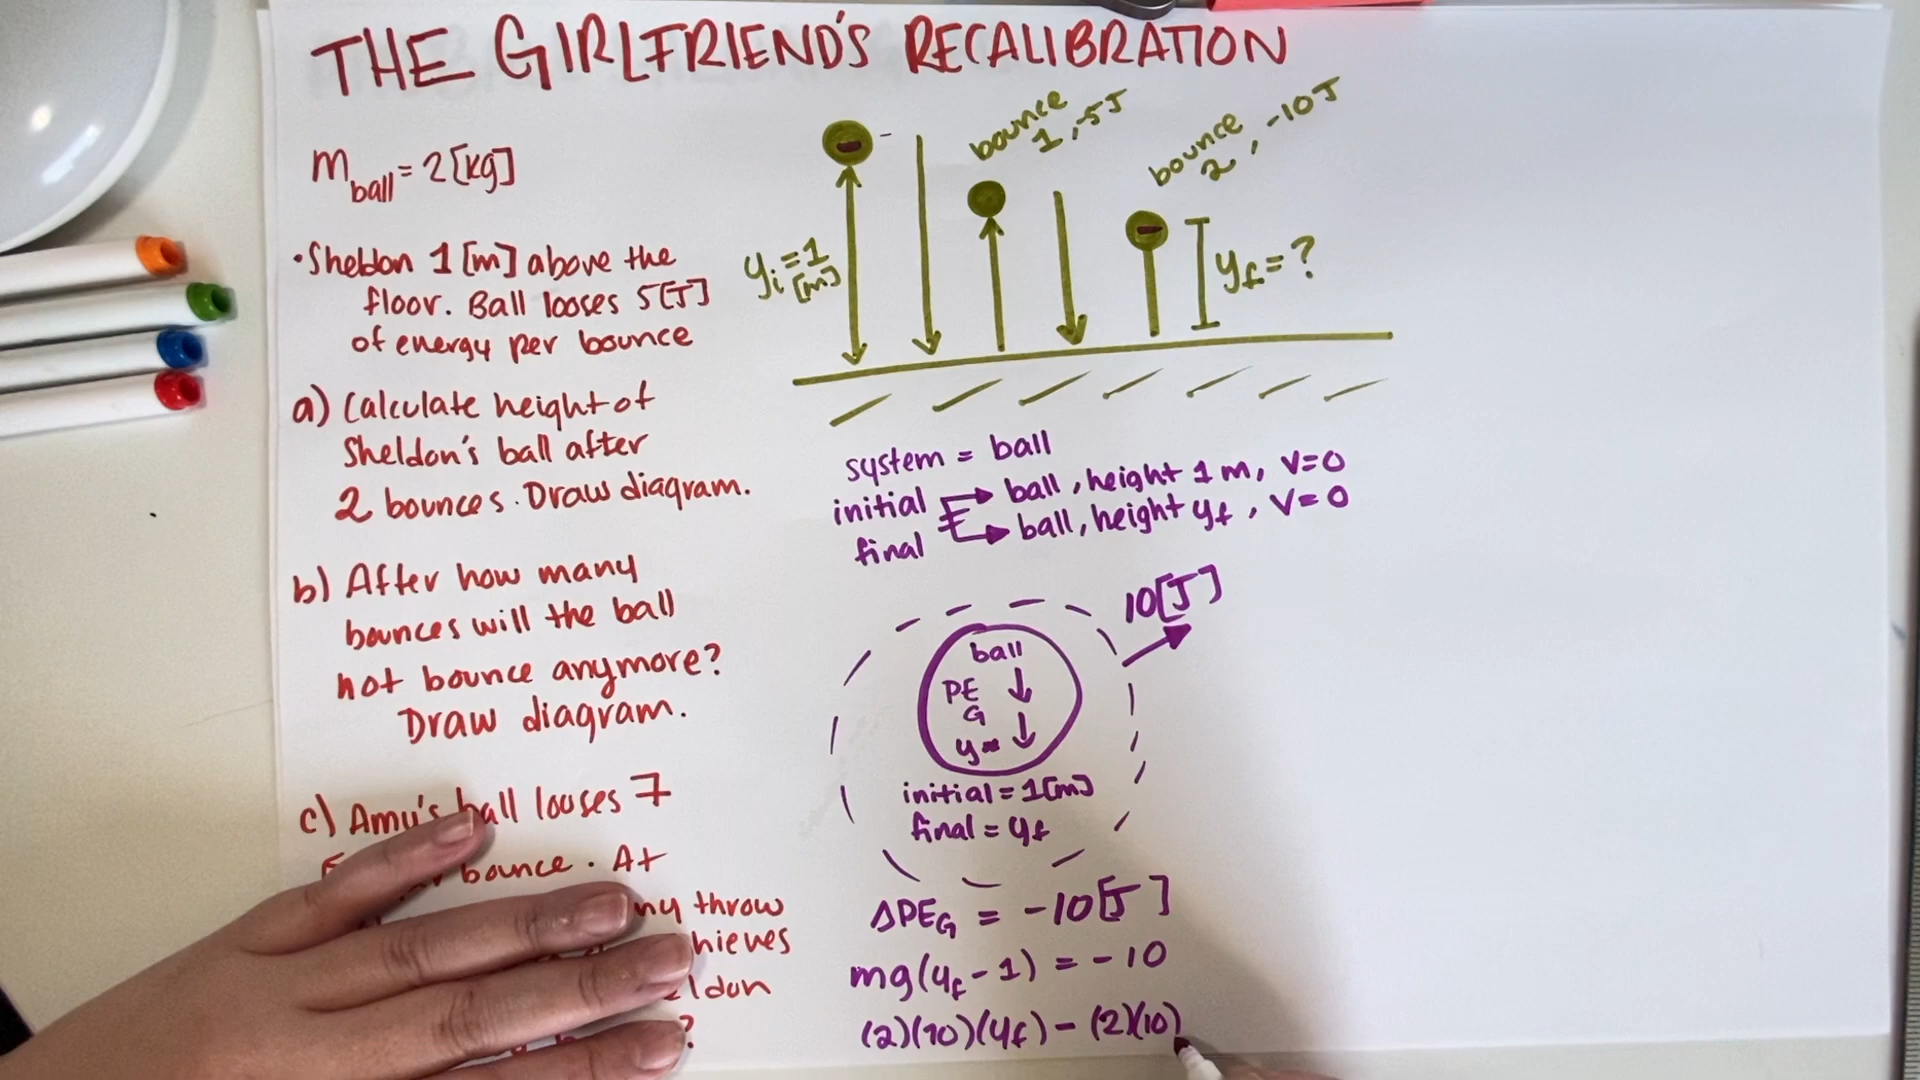 THE GIRLFRIEND'S RECALIBRATION
m ball = 2 [kg]
• Sheldon 1 [m] above the
floor. Ball looses 5 [J]
of energy per bounce
a) Calculate height of
Sheldon's ball after
2 bounces. Draw diagram.
b) After how many
bounces will the ball
not bounce anymore?
Draw diagram.
c) Amy's ball looses 7
bounce. At
throw
?
bounce
1, -5J
bounce
2, -10J
yi = 1
[m]
yf = ?
system = ball
initial → ball, height 1 m, v=0
final → ball, height yf, v=0
10 [J]
ball
PE ↓
G
y ↓
initial = 1 [m]
final = yf
ΔPEG = -10 [J]
mg(yf - 1) = -10
(2)(10)(yf) - (2)(10)